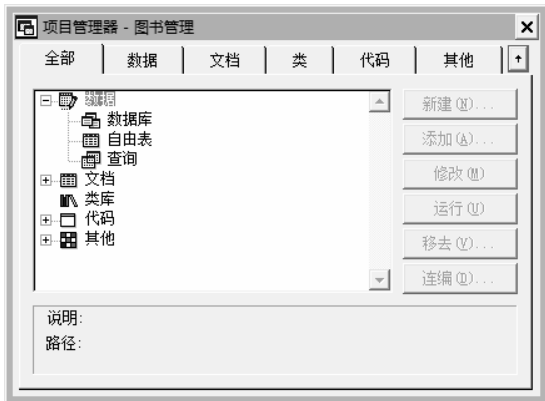 项目管理器 - 图书管理
全部 数据 文档 类 代码 其他
数据
数据库
自由表
查询
文档
类库
代码
其他
新建(N)...
添加(A)...
修改(M)
运行(U)
移去(V)...
连编(D)...
说明:
路径: